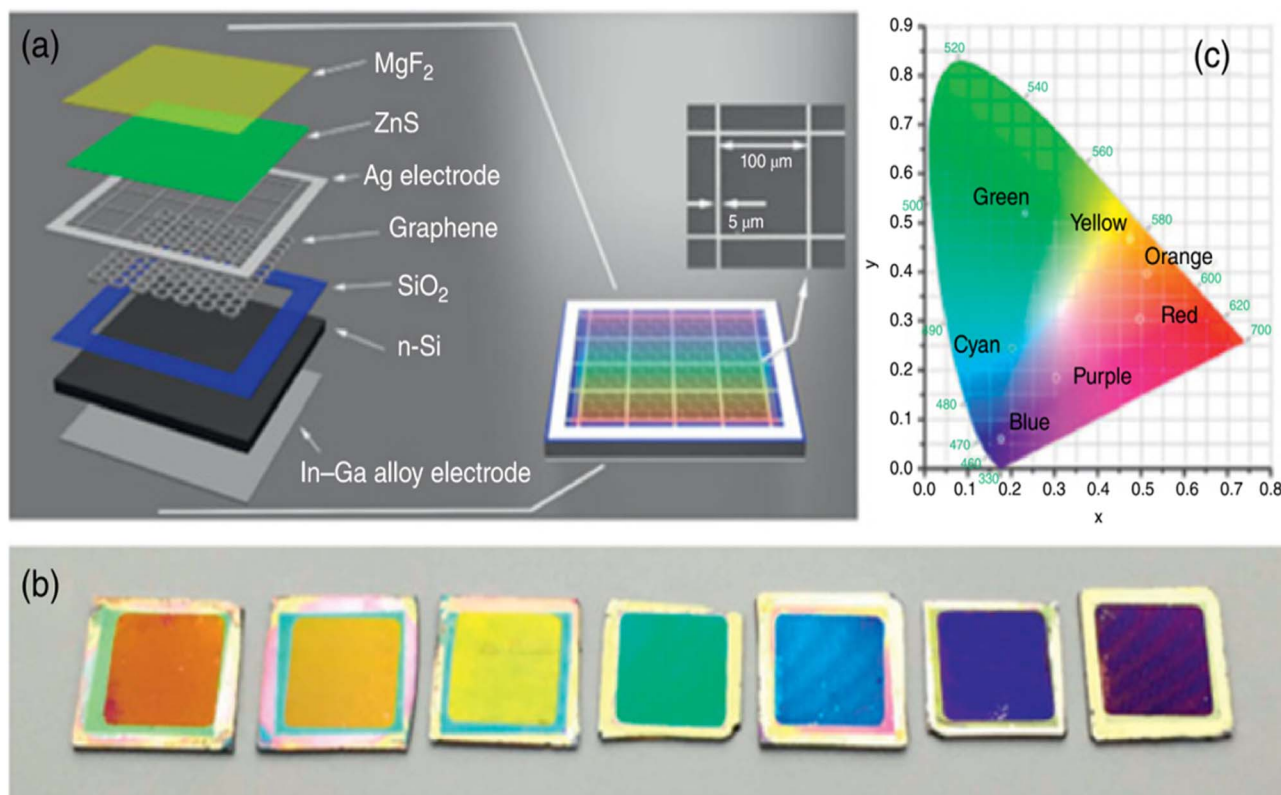 (a)
MgF₂
ZnS
Ag electrode
Graphene
SiO₂
n-Si
In–Ga alloy electrode
100 μm
5 μm
(c)
0.9
0.8
0.7
0.6
0.5
0.4
0.3
0.2
0.1
0.0
y
520
540
560
500
Green
Yellow
580
Orange
600
620
Red
700
490
Cyan
Purple
480
Blue
470
460
330
0.0 0.1 0.2 0.3 0.4 0.5 0.6 0.7 0.8
x
(b)